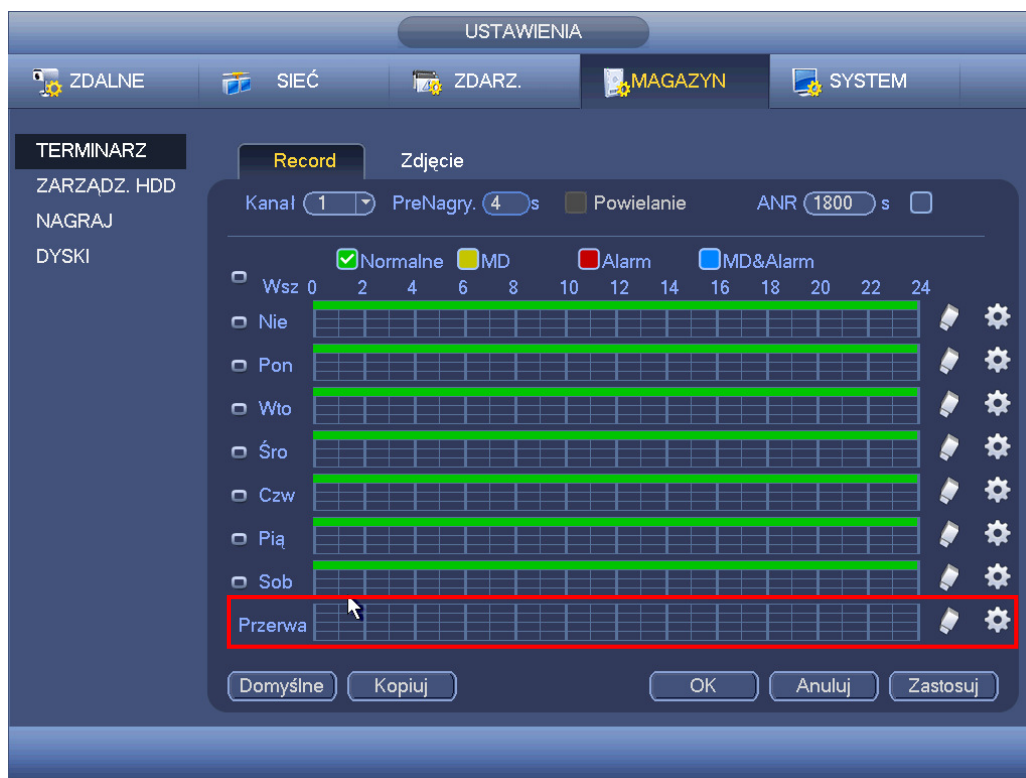 USTAWIENIA
ZDALNE SIEĆ ZDARZ. MAGAZYN SYSTEM
TERMINARZ
ZARZĄDZ. HDD
NAGRAJ
DYSKI
Record Zdjęcie
Kanał 1 PreNagry. 4 s Powielanie ANR 1800 s
Normalne MD Alarm MD&Alarm
Wsz 0 2 4 6 8 10 12 14 16 18 20 22 24
Nie
Pon
Wto
Śro
Czw
Pią
Sob
Przerwa
Domyślne Kopiuj OK Anuluj Zastosuj